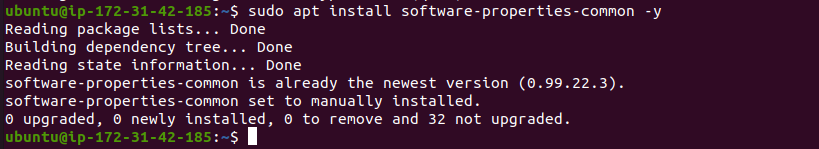 ubuntu@ip-172-31-42-185:~$ sudo apt install software-properties-common -y
Reading package lists... Done
Building dependency tree... Done
Reading state information... Done
software-properties-common is already the newest version (0.99.22.3).
software-properties-common set to manually installed.
0 upgraded, 0 newly installed, 0 to remove and 32 not upgraded.
ubuntu@ip-172-31-42-185:~$